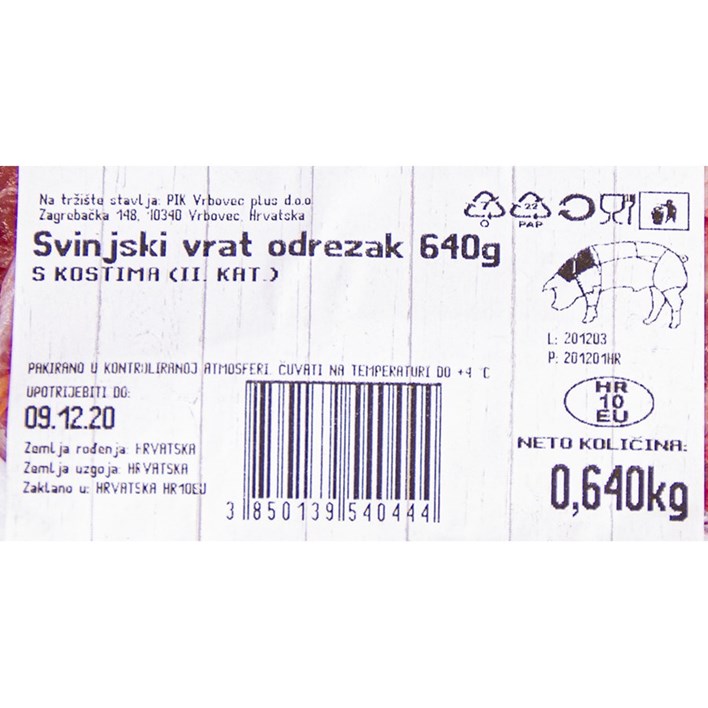 Na tržište stavlja: PIK Vrbovec plus d.o.o
Zagrebačka 148, 10340 Vrbovec, Hrvatska
Svinjski vrat odrezak 640g
S KOSTIMA (II. KAT.)
7
O
22
PAP
L: 201203
P: 201201HR
PAKIRANO U KONTROLIRANOJ ATMOSFERI. ČUVATI NA TEMPERATURI DO +4 °C
UPOTRIJEBITI DO:
09.12.20
HR
10
EU
Zemlja rođenja: HRVATSKA
Zemlja uzgoja: HRVATSKA
Zaklano u: HRVATSKA HR10EU
NETO KOLIČINA:
0,640kg
3 850139 540444